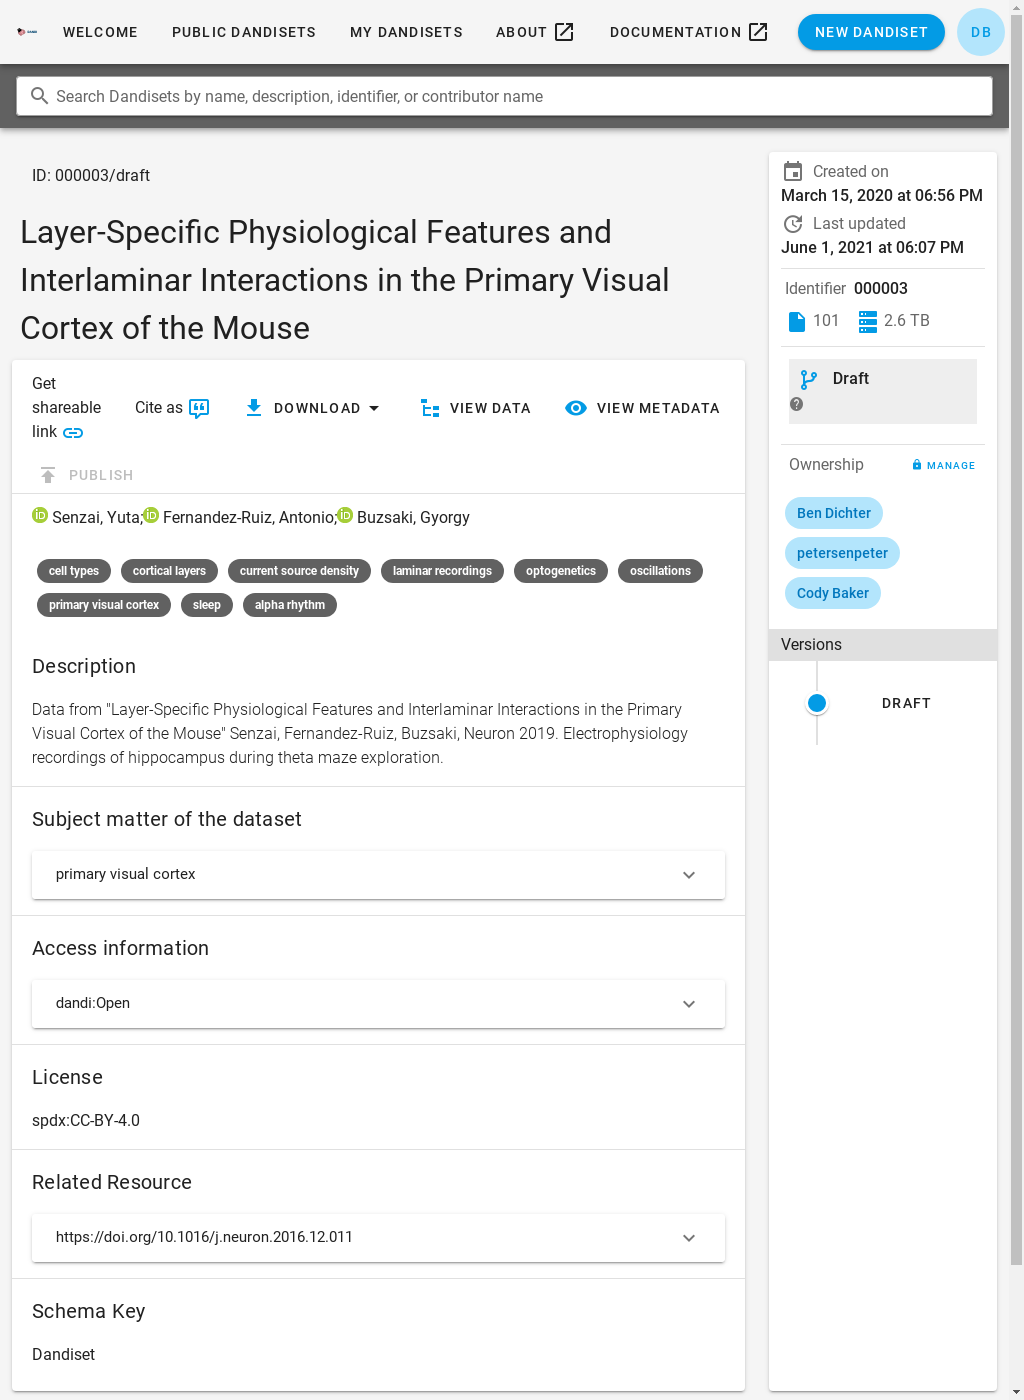 WELCOME PUBLIC DANDISETS MY DANDISETS ABOUT DOCUMENTATION NEW DANDISET DB
Search Dandisets by name, description, identifier, or contributor name
ID: 000003/draft
Layer-Specific Physiological Features and
Interlaminar Interactions in the Primary Visual
Cortex of the Mouse
Get
shareable
link
Cite as
DOWNLOAD
VIEW DATA
VIEW METADATA
PUBLISH
Senzai, Yuta; Fernandez-Ruiz, Antonio; Buzsaki, Gyorgy
cell types cortical layers current source density laminar recordings optogenetics oscillations
primary visual cortex sleep alpha rhythm
Description
Data from "Layer-Specific Physiological Features and Interlaminar Interactions in the Primary
Visual Cortex of the Mouse" Senzai, Fernandez-Ruiz, Buzsaki, Neuron 2019. Electrophysiology
recordings of hippocampus during theta maze exploration.
Subject matter of the dataset
primary visual cortex
Access information
dandi:Open
License
spdx:CC-BY-4.0
Related Resource
https://doi.org/10.1016/j.neuron.2016.12.011
Schema Key
Dandiset
Created on
March 15, 2020 at 06:56 PM
Last updated
June 1, 2021 at 06:07 PM
Identifier 000003
101 2.6 TB
Draft
Ownership MANAGE
Ben Dichter
petersenpeter
Cody Baker
Versions
DRAFT